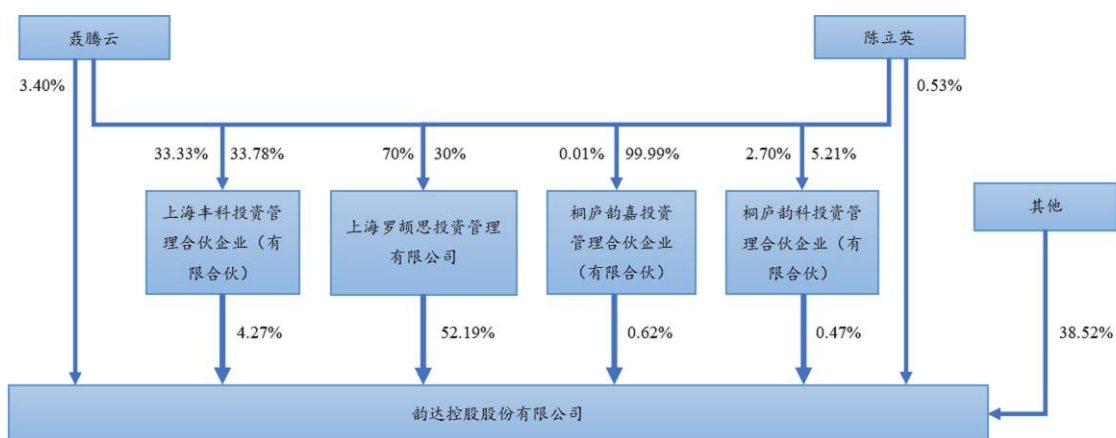 聂腾云
陈立英
3.40%
0.53%
33.33% 33.78%
70% 30%
0.01% 99.99%
2.70% 5.21%
上海丰科投资管
理合伙企业（有
限合伙）
上海罗颉思投资管理
有限公司
桐庐韵嘉投资
管理合伙企业
（有限合伙）
桐庐韵科投资管
理合伙企业（有
限合伙）
其他
4.27%
52.19%
0.62%
0.47%
38.52%
韵达控股股份有限公司